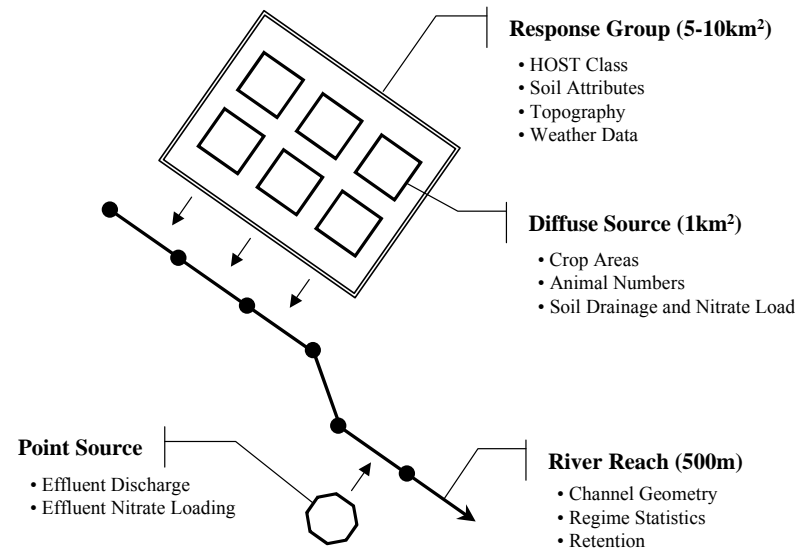 Response Group (5-10km²)
• HOST Class
• Soil Attributes
• Topography
• Weather Data
Diffuse Source (1km²)
• Crop Areas
• Animal Numbers
• Soil Drainage and Nitrate Load
Point Source
• Effluent Discharge
• Effluent Nitrate Loading
River Reach (500m)
• Channel Geometry
• Regime Statistics
• Retention